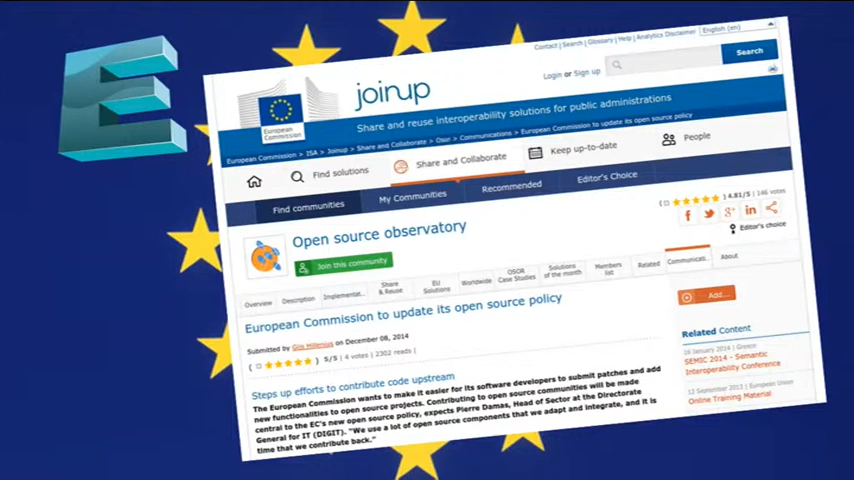 E
Contact | Search | Glossary | Help | Analytics Disclaimer
English (en)
Login or Sign up
Search
European
Commission
joinup
Share and reuse interoperability solutions for public administrations
European Commission > ISA > Joinup > Share and Collaborate > Osor > Communications > European Commission to update its open source policy
Find solutions
Share and Collaborate
Keep up-to-date
People
Find communities
My Communities
Recommended
Editor's Choice
Open source observatory
4.81/5 | 146 votes
Join this community
Editor's choice
Overview
Description
Implementat...
Share
& Reuse
EU
Solutions
Worldwide
OSOR
Case Studies
Solutions
of the month
Members
list
Related
Communicati...
About
European Commission to update its open source policy
Add...
Submitted by Gijs Hillenius on December 08, 2014
( ) 5/5 | 4 votes | 2302 reads |
Related Content
Steps up efforts to contribute code upstream
The European Commission wants to make it easier for its software developers to submit patches and add
new functionalities to open source projects. Contributing to open source communities will be made
central to the EC's new open source policy, expects Pierre Damas, Head of Sector at the Directorate
General for IT (DIGIT). "We use a lot of open source components that we adapt and integrate, and it is
time that we contribute back."
January 2014 | Greece
SEMIC 2014 - Semantic
Interoperability Conference
September 2013 | European Union
Online Training Material